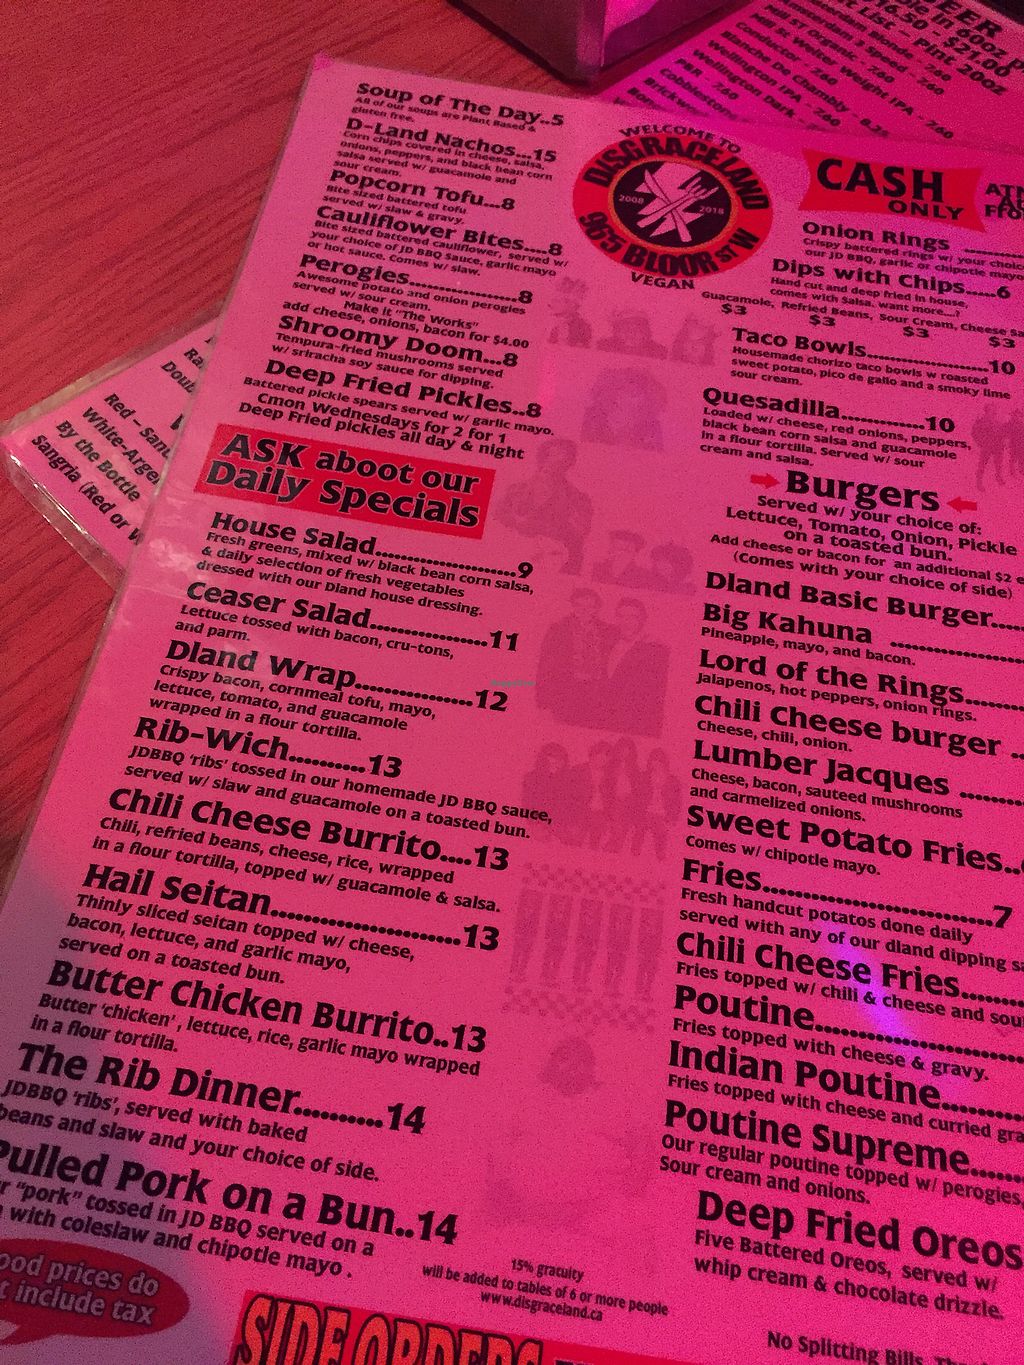 Soup of The Day..5
All of our soups are Plant Based &
gluten free.
D-Land Nachos...15
Corn chips covered in cheese, salsa,
onions, peppers, and black bean corn
salsa served w/ guacamole and
sour cream.
Popcorn Tofu...8
Bite sized battered tofu
served w/ slaw & gravy.
Cauliflower Bites....8
Bite sized battered cauliflower, served w/
your choice of JD BBQ sauce, garlic mayo
or hot sauce. Comes w/ slaw.
Perogies..................8
Awesome potato and onion perogies
served w/ sour cream.
Make it "The Works"
add cheese, onions, bacon for $4.00
Shroomy Doom...8
Tempura-fried mushrooms served
w/ sriracha soy sauce for dipping.
Deep Fried Pickles..8
Battered pickle spears served w/ garlic mayo.
Cmon Wednesdays for 2 for 1
Deep Fried pickles all day & night
ASK aboot our
Daily Specials
House Salad......................9
Fresh greens, mixed w/ black bean corn salsa,
& daily selection of fresh vegetables
dressed with our Dland house dressing.
Ceaser Salad..................11
Lettuce tossed with bacon, cru-tons,
and parm.
Dland Wrap.................12
Crispy bacon, cornmeal tofu, mayo,
lettuce, tomato, and guacamole
wrapped in a flour tortilla.
Rib-Wich...........13
JDBBQ 'ribs' tossed in our homemade JD BBQ sauce,
served w/ slaw and guacamole on a toasted bun.
Chili Cheese Burrito....13
Chili, refried beans, cheese, rice, wrapped
in a flour tortilla, topped w/ guacamole & salsa.
Hail Seitan.........................13
Thinly sliced seitan topped w/ cheese,
bacon, lettuce, and garlic mayo,
served on a toasted bun.
Butter Chicken Burrito..13
Butter 'chicken', lettuce, rice, garlic mayo wrapped
in a flour tortilla.
The Rib Dinner..........14
JDBBQ 'ribs', served with baked
beans and slaw and your choice of side.
Pulled Pork on a Bun..14
"pork" tossed in JD BBQ served on a
with coleslaw and chipotle mayo.
food prices do
include tax
15% gratuity
will be added to tables of 6 or more people
www.disgraceland.ca
SIDE ORDERS
WELCOME TO
DISGRACELAND
2008 2018
965 BLOOR ST W
VEGAN
CASH
ONLY
Onion Rings
Crispy battered rings w/ your choice
our JD BBQ, garlic or chipotle mayo
Dips with Chips.....6
Hand cut and deep fried in house,
comes with salsa. want more...?
Guacamole, Refried Beans, Sour Cream, Cheese
$3 $3 $3 $3
Taco Bowls......................10
Housemade chorizo taco bowls w roasted
sweet potato, pico de gallo and a smoky lime
sour cream.
Quesadilla..............10
Loaded w/ cheese, red onions, peppers,
black bean corn salsa and guacamole
in a flour tortilla. Served w/ sour
cream and salsa.
Burgers
Served w/ your choice of:
Lettuce, Tomato, Onion, Pickle
on a toasted bun.
Add cheese or bacon for an additional $2
(Comes with your choice of side)
Dland Basic Burger
Big Kahuna
Pineapple, mayo, and bacon.
Lord of the Rings
Jalapenos, hot peppers, onion rings.
Chili Cheese burger
Cheese, chili, onion.
Lumber Jacques
Cheese, bacon, sauteed mushrooms
and carmelized onions.
Sweet Potato Fries
Comes w/ chipotle mayo.
Fries...............................7
Fresh handcut potatos done daily
served with any of our dland dipping
Chili Cheese Fries
Fries topped w/ chili & cheese and
Poutine
Fries topped with cheese & gravy.
Indian Poutine
Fries topped with cheese and curried
Poutine Supreme
Our regular poutine topped w/ perogies,
Sour cream and onions.
Deep Fried Oreos
Five Battered Oreos, served w/
whip cream & chocolate drizzle.
No Splitting Bills,
Red –
White–
By the Bottle
Sangria (Red or